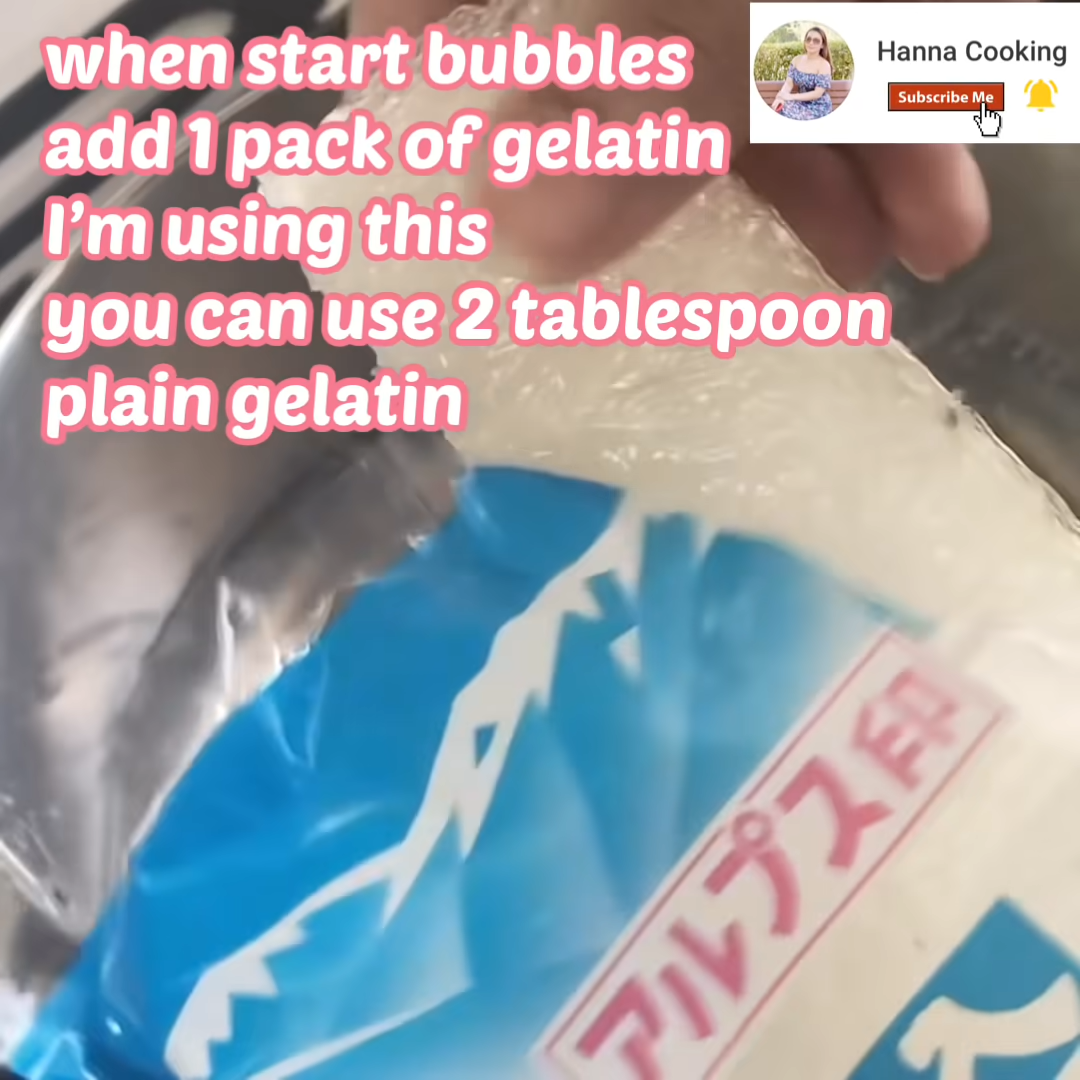 when start bubbles
add 1 pack of gelatin
I'm using this
you can use 2 tablespoon
plain gelatin
Hanna Cooking
Subscribe Me
アルプス印